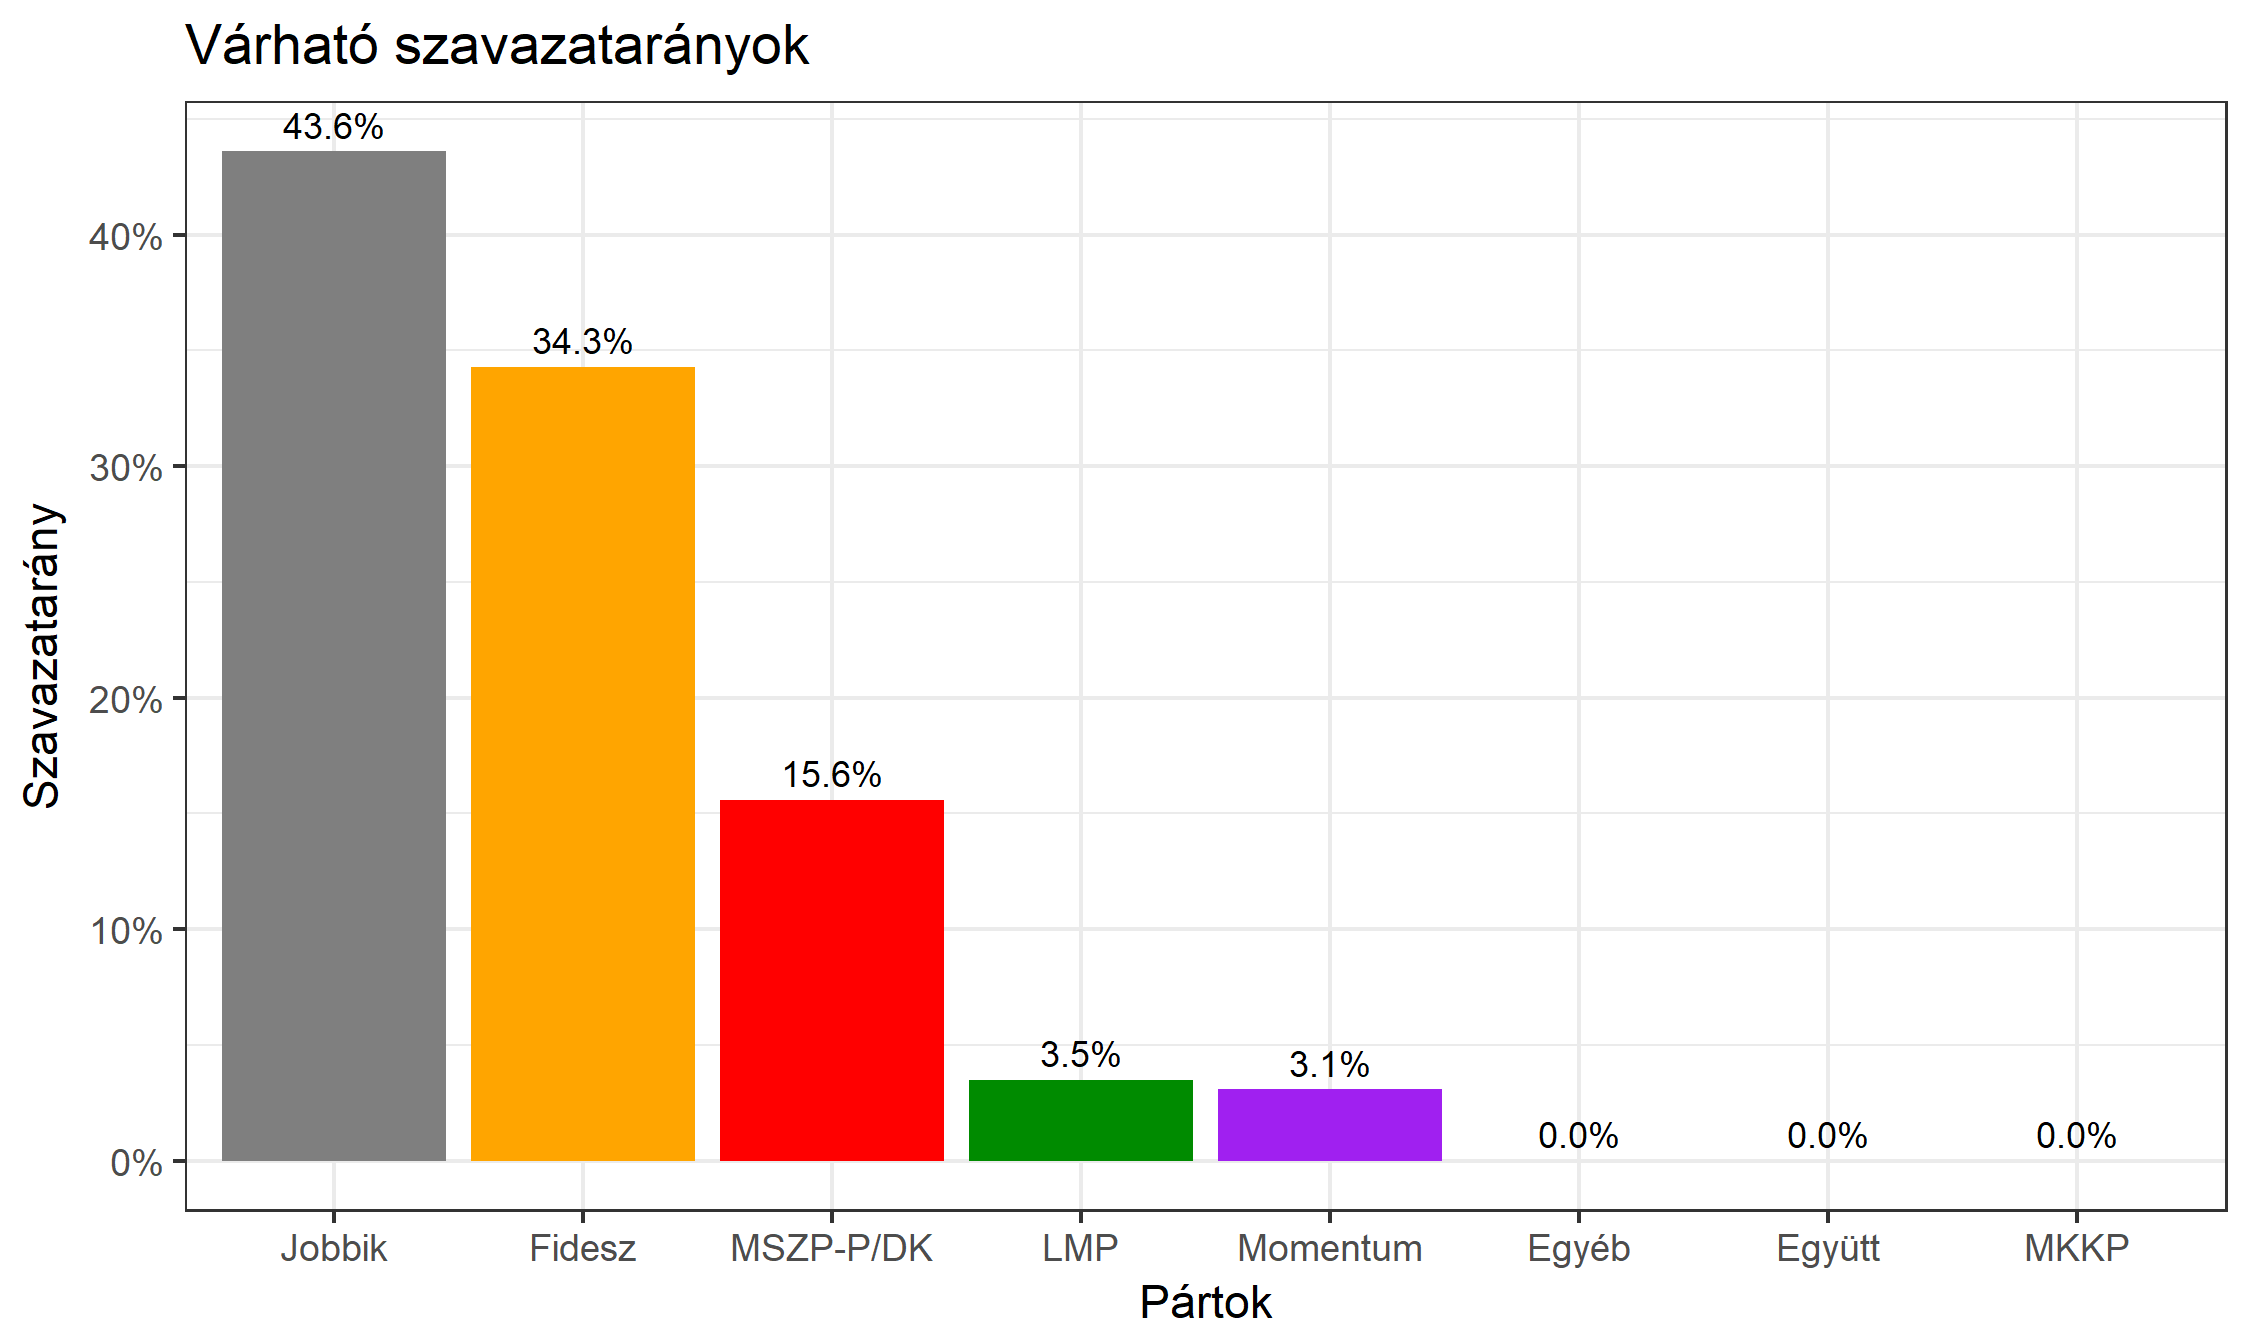 Várható szavazatarányok
43.6%
34.3%
15.6%
3.5%
3.1%
0.0%
0.0%
0.0%
40%
30%
20%
10%
0%
Szavazatarány
Jobbik
Fidesz
MSZP-P/DK
LMP
Momentum
Egyéb
Együtt
MKKP
Pártok